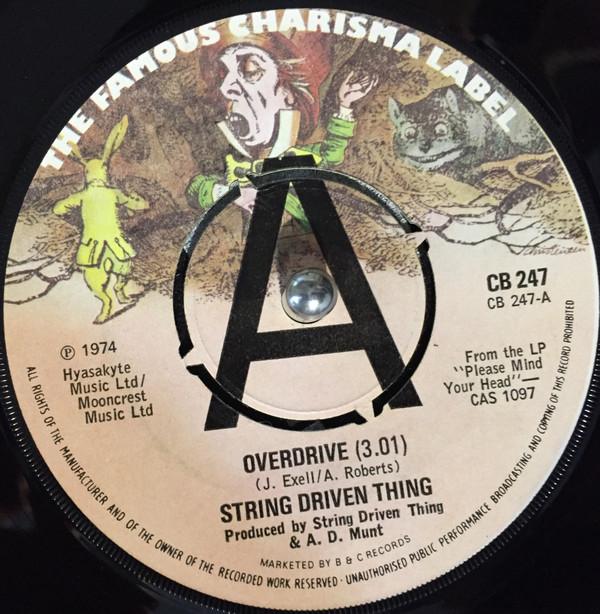 THE FAMOUS CHARISMA LABEL
A
CB 247
CB 247-A
℗ 1974
Hyasakyte
Music Ltd/
Mooncrest
Music Ltd
From the LP
"Please Mind
Your Head"—
CAS 1097
OVERDRIVE (3.01)
(J. Exell/A. Roberts)
STRING DRIVEN THING
Produced by String Driven Thing
& A. D. Munt
MARKETED BY B & C RECORDS
ALL RIGHTS OF THE MANUFACTURER AND OF THE OWNER OF THE RECORDED WORK RESERVED · UNAUTHORISED PUBLIC PERFORMANCE BROADCASTING AND COPYING OF THIS RECORD PROHIBITED